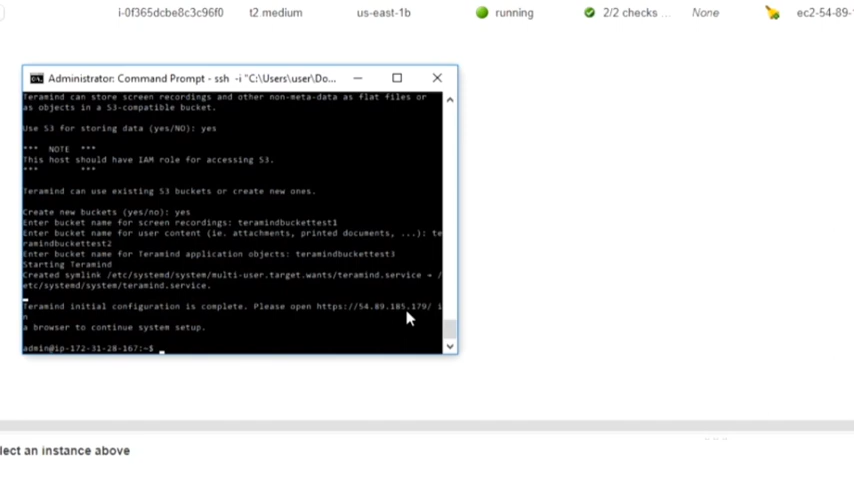 i-0f365dcbe8c3c96f0 t2 medium us-east-1b running 2/2 checks ... None ec2-54-89-
Administrator: Command Prompt - ssh -i "C:\Users\user\Do...
Teramind can store screen recordings and other non-meta-data as flat files or
as objects in a S3-compatible bucket.
Use S3 for storing data (yes/NO): yes
*** NOTE ***
This host should have IAM role for accessing S3.
*** ***
Teramind can use existing S3 buckets or create new ones.
Create new buckets (yes/no): yes
Enter bucket name for screen recordings: teramindbuckettest1
Enter bucket name for user content (ie. attachments, printed documents, ...): te
ramindbuckettest2
Enter bucket name for Teramind application objects: teramindbuckettest3
Starting Teramind
Created symlink /etc/systemd/system/multi-user.target.wants/teramind.service → /
etc/systemd/system/teramind.service.
Teramind initial configuration is complete. Please open https://54.89.185.179/ i
n
a browser to continue system setup.
admin@ip-172-31-28-167:~$
lect an instance above